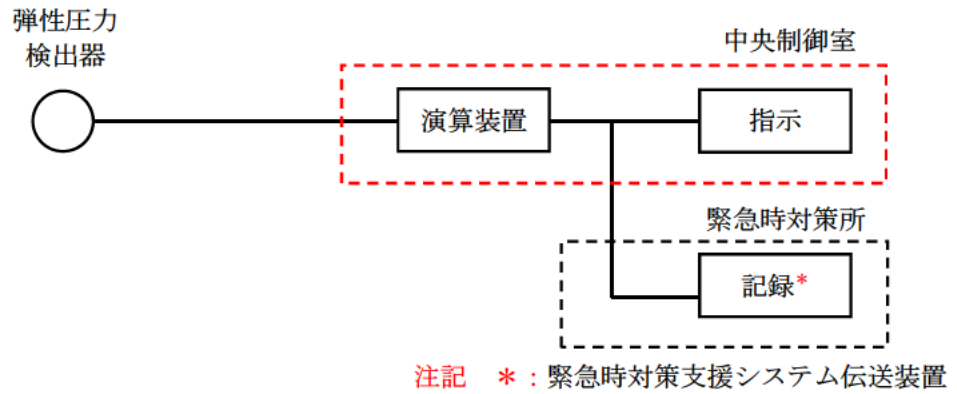 弾性圧力
検出器
中央制御室
演算装置
指示
緊急時対策所
記録*
注記 *：緊急時対策支援システム伝送装置